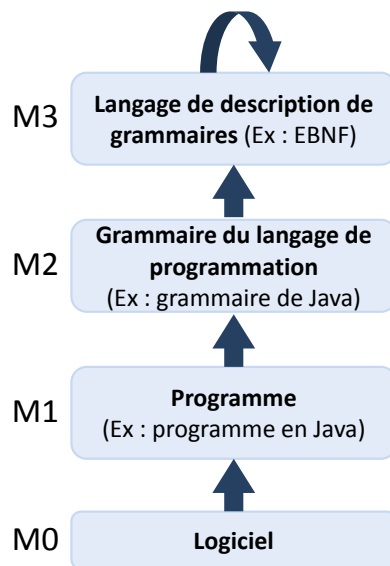 M3
Langage de description de
grammaires (Ex : EBNF)
M2
Grammaire du langage de
programmation
(Ex : grammaire de Java)
M1
Programme
(Ex : programme en Java)
M0
Logiciel